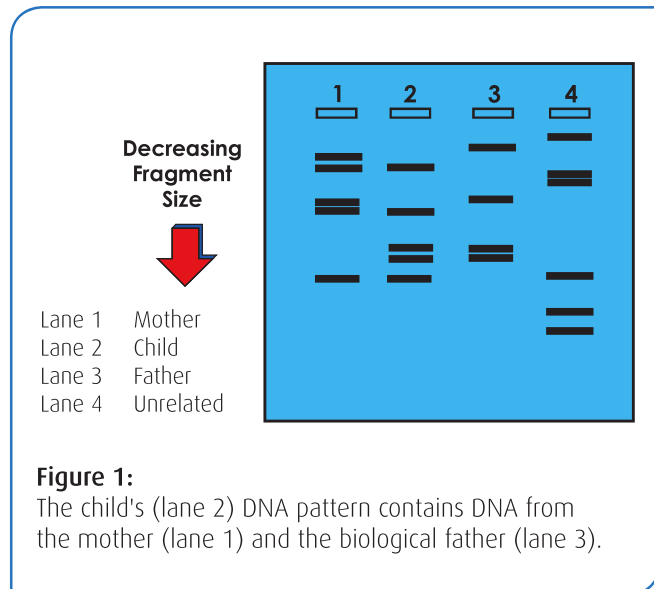 1 2 3 4
Decreasing
Fragment
Size
Lane 1 Mother
Lane 2 Child
Lane 3 Father
Lane 4 Unrelated
Figure 1:
The child's (lane 2) DNA pattern contains DNA from
the mother (lane 1) and the biological father (lane 3).